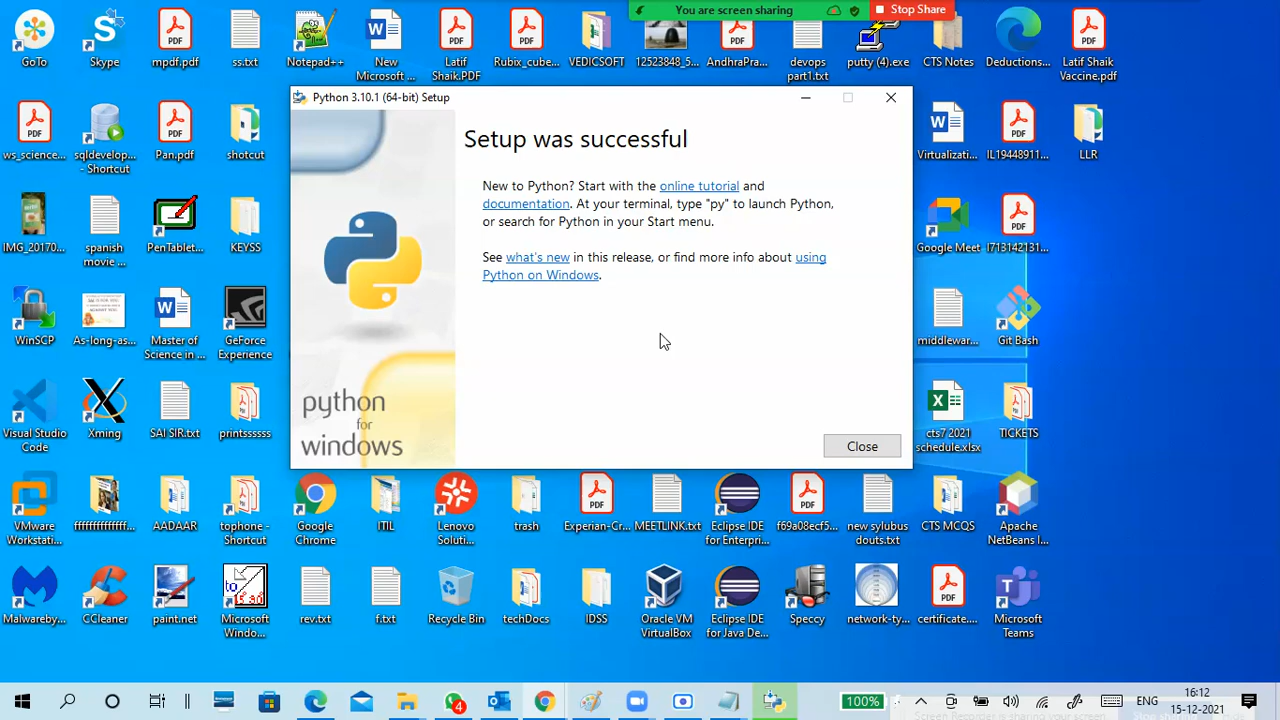 You are screen sharing
Stop Share
GoTo
Skype
mpdf.pdf
ss.txt
Notepad++
New
Microsoft ...
Latif
Shaik.PDF
Rubix_cube...
VEDICSOFT
12523848_5...
AndhraPra...
devops
part1.txt
putty (4).exe
CTS Notes
Deductions...
Latif Shaik
Vaccine.pdf
ws_science...
sqldevelop...
- Shortcut
Pan.pdf
shotcut
Virtualizati...
IL19448911...
LLR
IMG_20170...
spanish
movie ...
PenTablet...
KEYSS
Google Meet
I713142131...
WinSCP
As-long-as...
Master of
Science in ...
GeForce
Experience
middlewar...
Git Bash
Visual Studio
Code
Xming
SAI SIR.txt
printssssss
cts7 2021
schedule.xlsx
TICKETS
Python 3.10.1 (64-bit) Setup
Setup was successful
New to Python? Start with the online tutorial and
documentation. At your terminal, type "py" to launch Python,
or search for Python in your Start menu.
See what's new in this release, or find more info about using
Python on Windows.
python
for
windows
Close
VMware
Workstati...
ffffffffffffff...
AADAAR
tophone -
Shortcut
Google
Chrome
ITIL
Lenovo
Soluti...
trash
Experian-Cr...
MEETLINK.txt
Eclipse IDE
for Enterpri...
f69a08ecf5...
new sylubus
douts.txt
CTS MCQS
Apache
NetBeans I...
Malwareby...
CCleaner
paint.net
Microsoft
Windo...
rev.txt
f.txt
Recycle Bin
techDocs
IDSS
Oracle VM
VirtualBox
Eclipse IDE
for Java De...
Speccy
network-ty...
certificate....
Microsoft
Teams
4
100%
ENG
16:12
15-12-2021